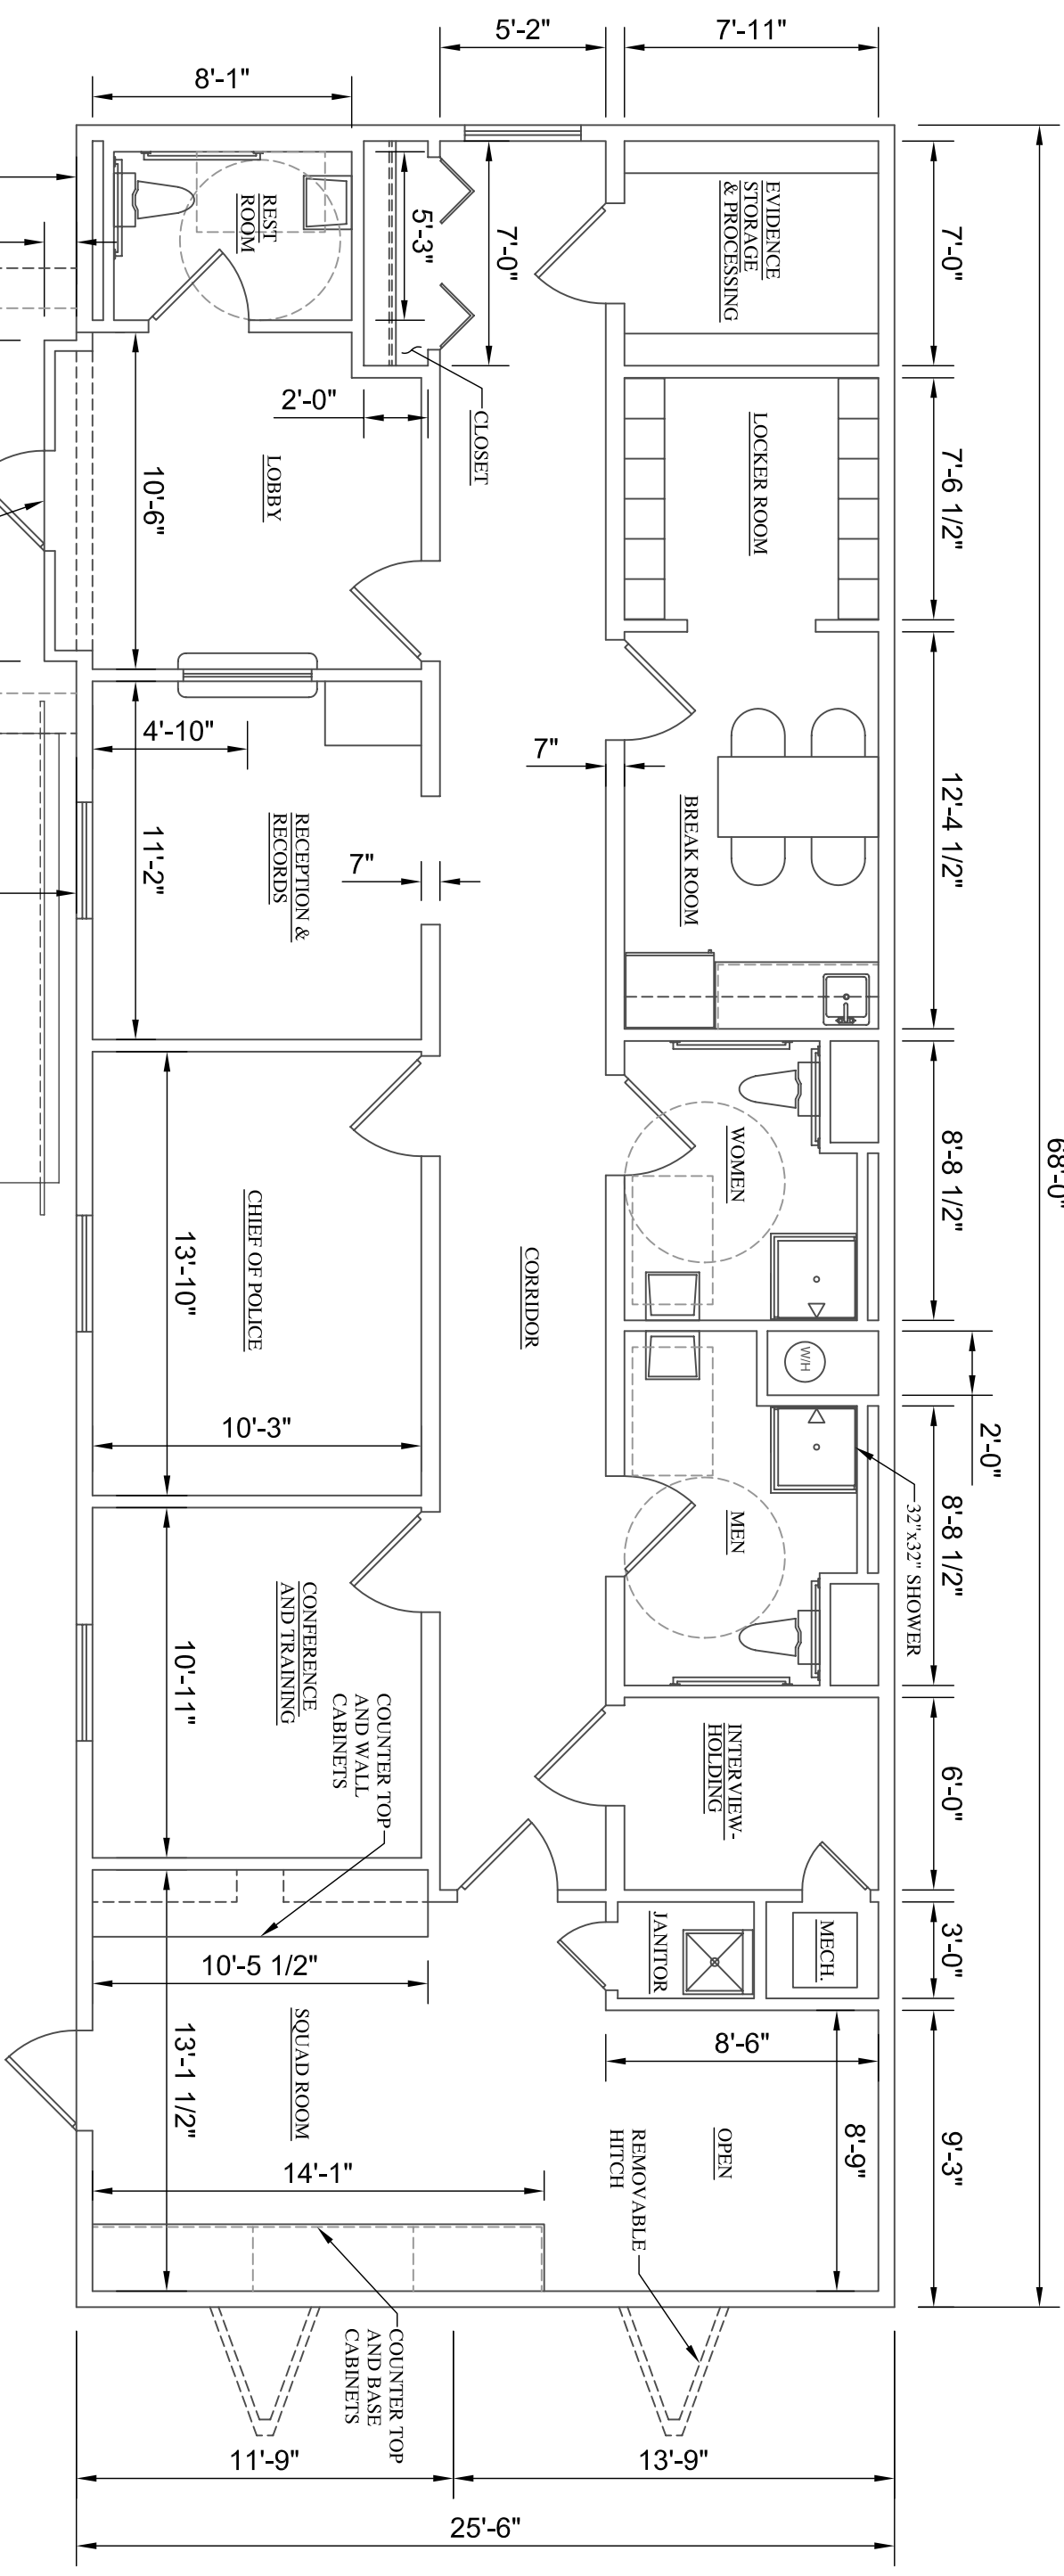 5'-2"
7'-11"
8'-1"
EVIDENCE
STORAGE
& PROCESSING
7'-0"
REST
ROOM
5'-3"
7'-0"
2'-0"
CLOSET
LOCKER ROOM
7'-6 1/2"
LOBBY
10'-6"
4'-10"
7"
BREAK ROOM
12'-4 1/2"
RECEPTION &
RECORDS
11'-2"
7"
68'-0"
WOMEN
8'-8 1/2"
CHIEF OF POLICE
13'-10"
10'-3"
CORRIDOR
W/H
2'-0"
MEN
8'-8 1/2"
32"x32" SHOWER
CONFERENCE
AND TRAINING
10'-11"
COUNTER TOP
AND WALL
CABINETS
INTERVIEW-
HOLDING
6'-0"
JANITOR
MECH.
3'-0"
10'-5 1/2"
SQUAD ROOM
13'-1 1/2"
8'-6"
8'-9"
9'-3"
OPEN
REMOVABLE
HITCH
14'-1"
COUNTER TOP
AND BASE
CABINETS
11'-9"
13'-9"
25'-6"